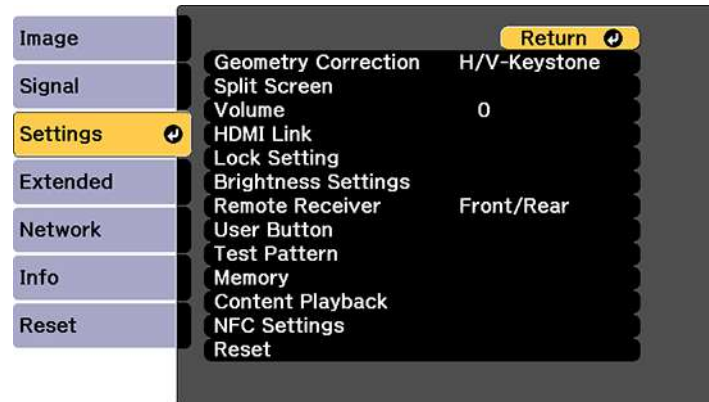 Image
Signal
Settings
Extended
Network
Info
Reset
Return
Geometry Correction H/V-Keystone
Split Screen
Volume 0
HDMI Link
Lock Setting
Brightness Settings
Remote Receiver Front/Rear
User Button
Test Pattern
Memory
Content Playback
NFC Settings
Reset